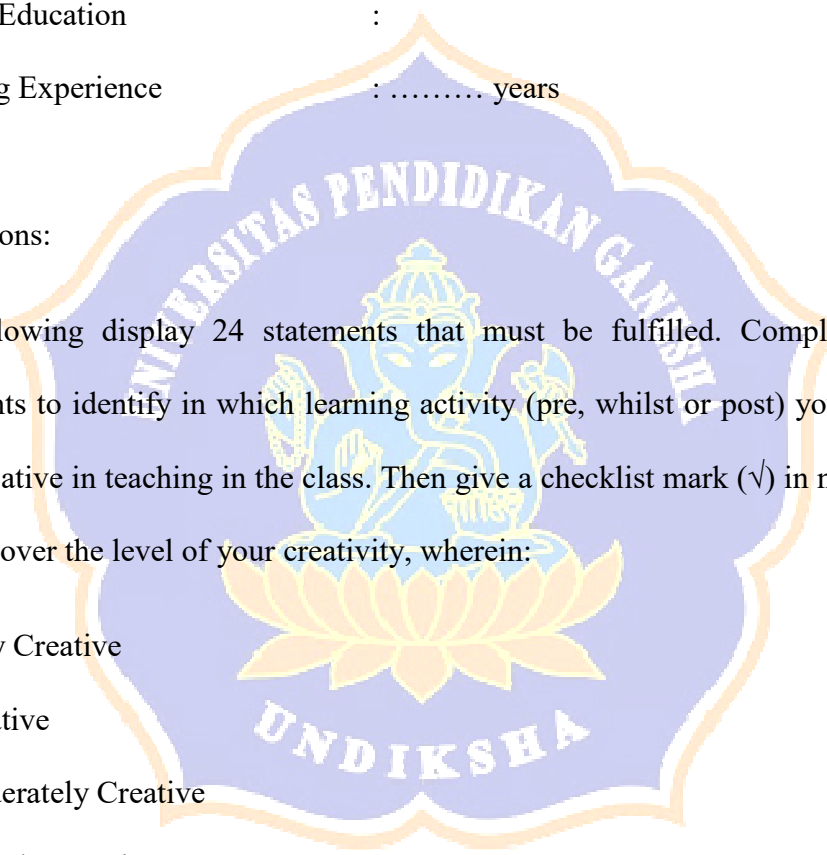 Education :
g Experience : ……… years
ons:
lowing display 24 statements that must be fulfilled. Compl
nts to identify in which learning activity (pre, whilst or post) yo
ative in teaching in the class. Then give a checklist mark (√) in
over the level of your creativity, wherein:
y Creative
ative
erately Creative
UNIVERSITAS PENDIDIKAN GANESHA
UNDIKSHA